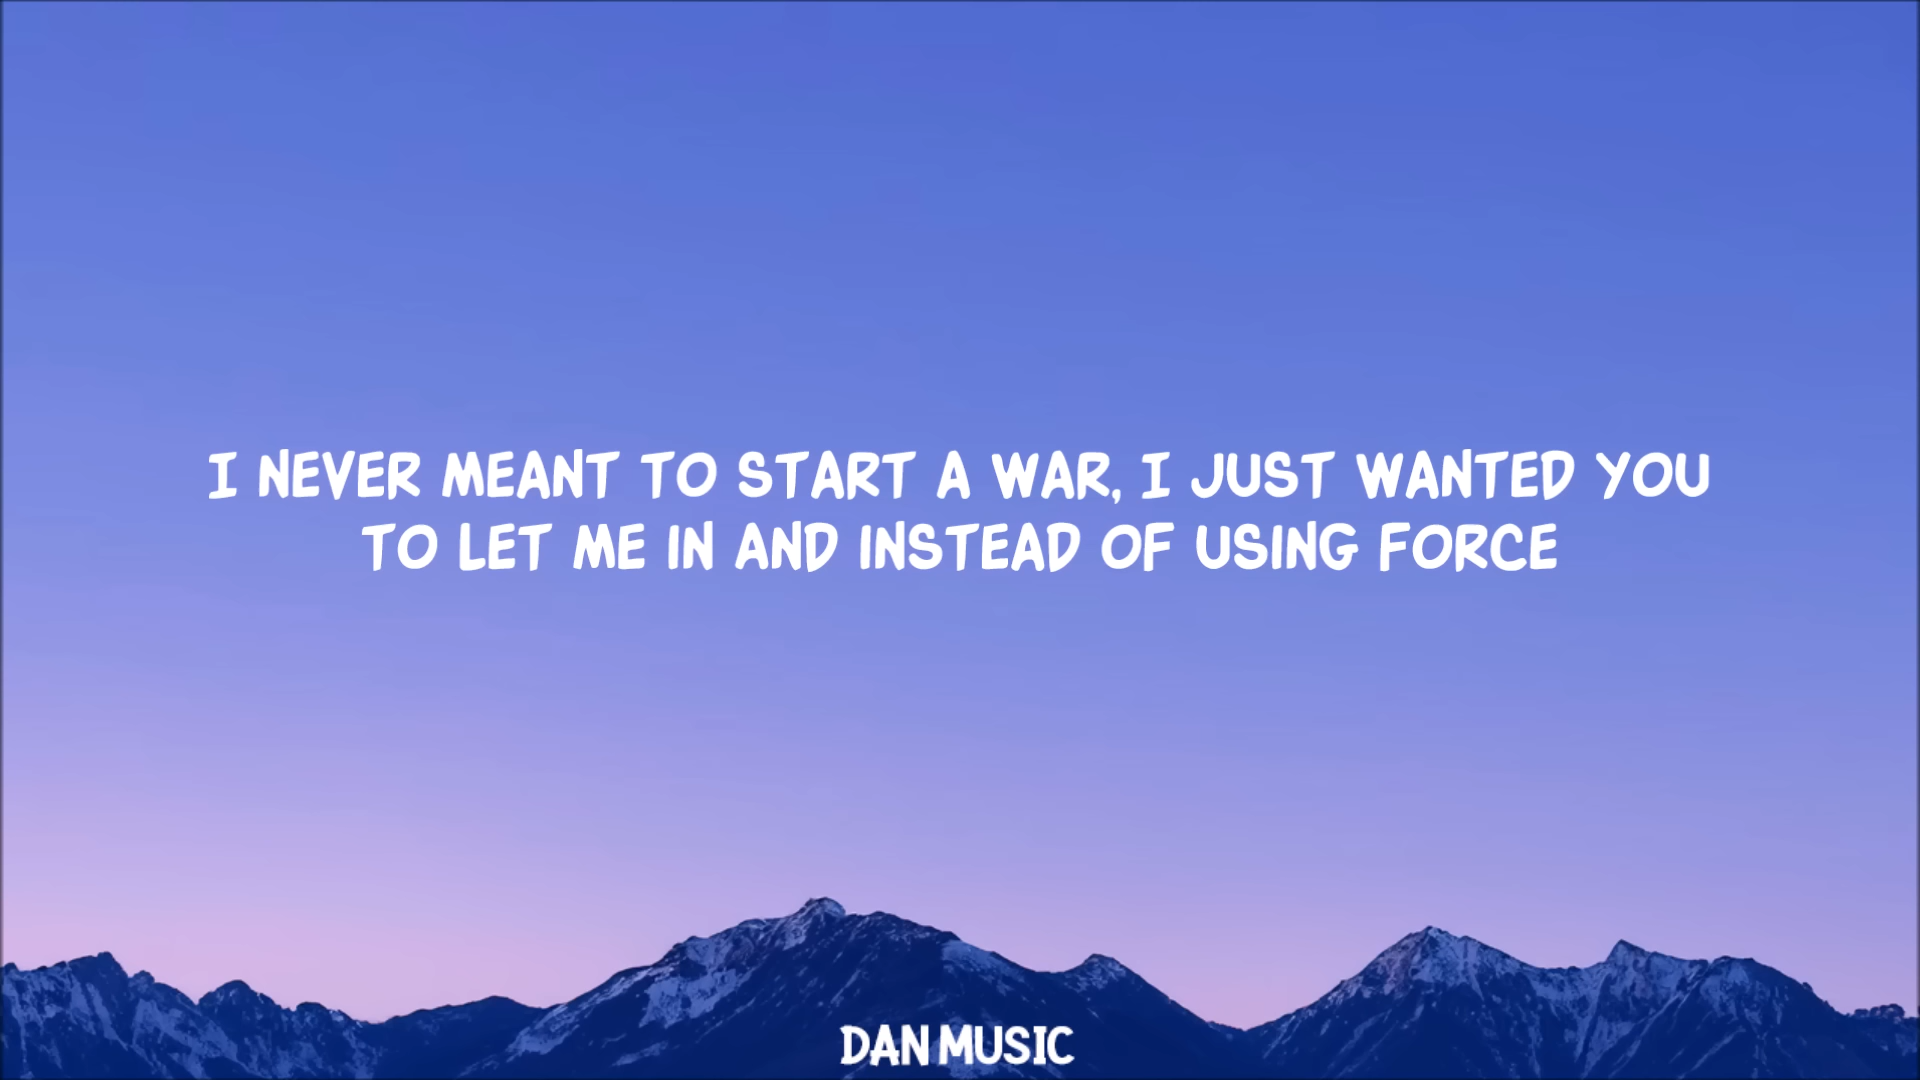 I NEVER MEANT TO START A WAR, I JUST WANTED YOU
TO LET ME IN AND INSTEAD OF USING FORCE
DAN MUSIC